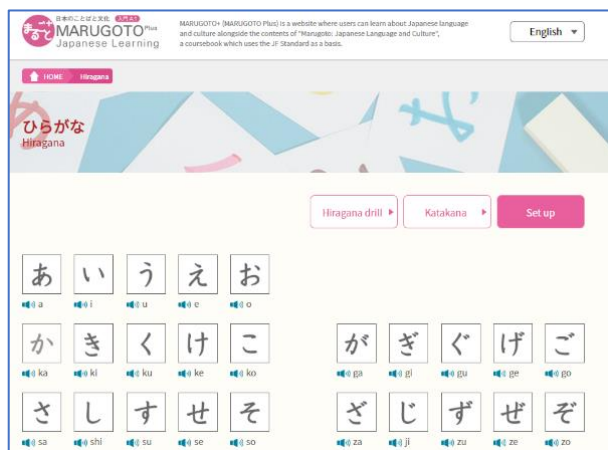 日本のことばと文化 入門 A1
まるごと+
MARUGOTO Plus
Japanese Learning
MARUGOTO+ (MARUGOTO Plus) is a website where users can learn about Japanese language
and culture alongside the contents of "Marugoto: Japanese Language and Culture",
a coursebook which uses the JF Standard as a basis.
English
HOME Hiragana
ひらがな
Hiragana
Hiragana drill Katakana Set up
あ い う え お
a i u e o
か き く け こ が ぎ ぐ げ ご
ka ki ku ke ko ga gi gu ge go
さ し す せ そ ざ じ ず ぜ ぞ
sa shi su se so za ji zu ze zo